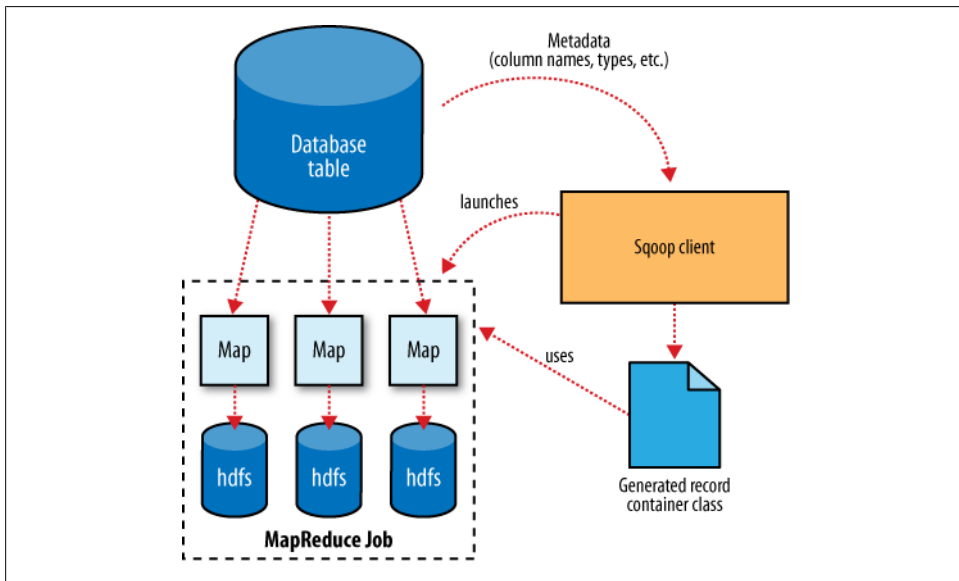 Metadata
(column names, types, etc.)
Database
table
launches
Sqoop client
Map
Map
Map
uses
hdfs
hdfs
hdfs
Generated record
container class
MapReduce Job